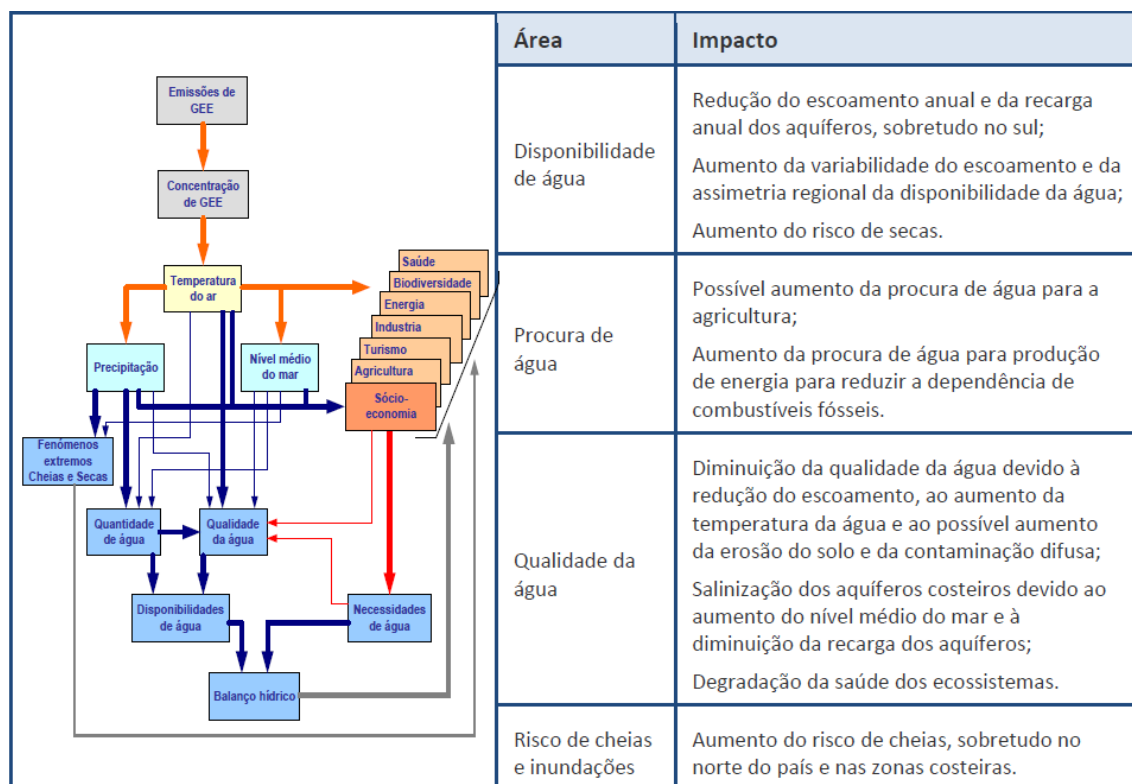 Emissões de
GEE
Concentração
de GEE
Temperatura
do ar
Saúde
Biodiversidade
Energia
Industria
Turismo
Agricultura
Sócio-
economia
Precipitação
Nível médio
do mar
Fenómenos
extremos
Cheias e Secas
Quantidade
de água
Qualidade
da água
Disponibilidades
de água
Necessidades
de água
Balanço hídrico
Área
Impacto
Disponibilidade
de água
Redução do escoamento anual e da recarga
anual dos aquíferos, sobretudo no sul;
Aumento da variabilidade do escoamento e da
assimetria regional da disponibilidade da água;
Aumento do risco de secas.
Procura de
água
Possível aumento da procura de água para a
agricultura;
Aumento da procura de água para produção
de energia para reduzir a dependência de
combustíveis fósseis.
Qualidade da
água
Diminuição da qualidade da água devido à
redução do escoamento, ao aumento da
temperatura da água e ao possível aumento
da erosão do solo e da contaminação difusa;
Salinização dos aquíferos costeiros devido ao
aumento do nível médio do mar e à
diminuição da recarga dos aquíferos;
Degradação da saúde dos ecossistemas.
Risco de cheias
e inundações
Aumento do risco de cheias, sobretudo no
norte do país e nas zonas costeiras.